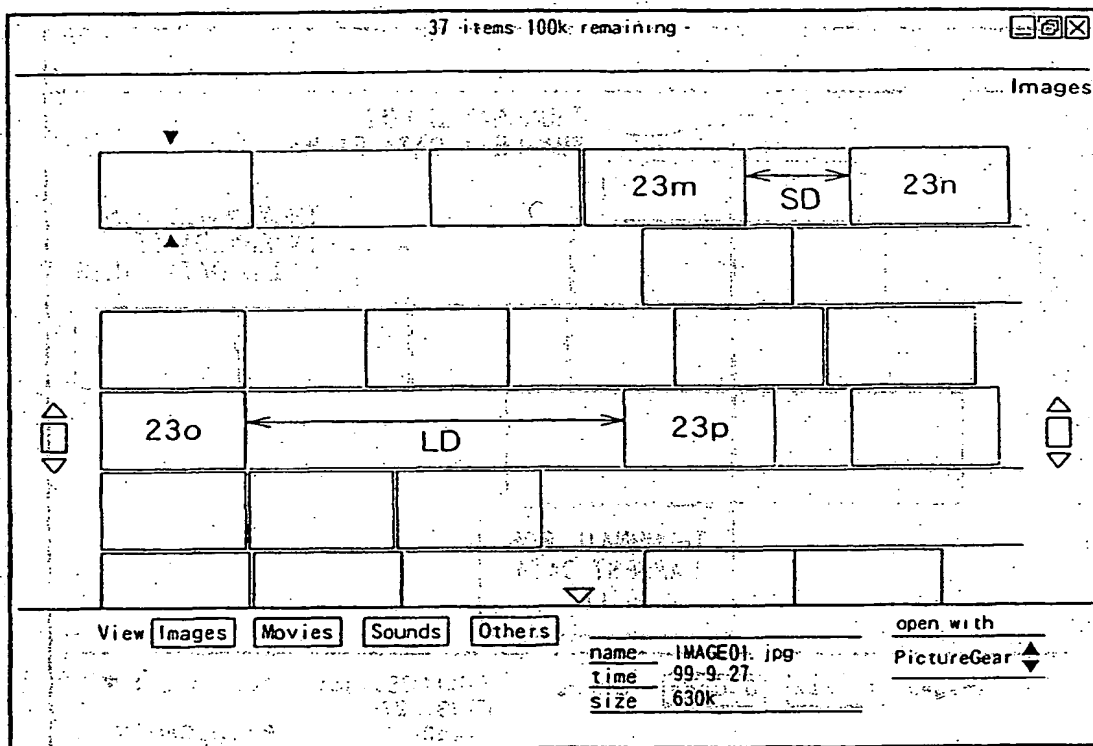 37 items 100k remaining
Images
23m SD 23n
23o LD 23p
View Images Movies Sounds Others
name IMAGE01.jpg
time 99-9-27
size 630k
open with
PictureGear